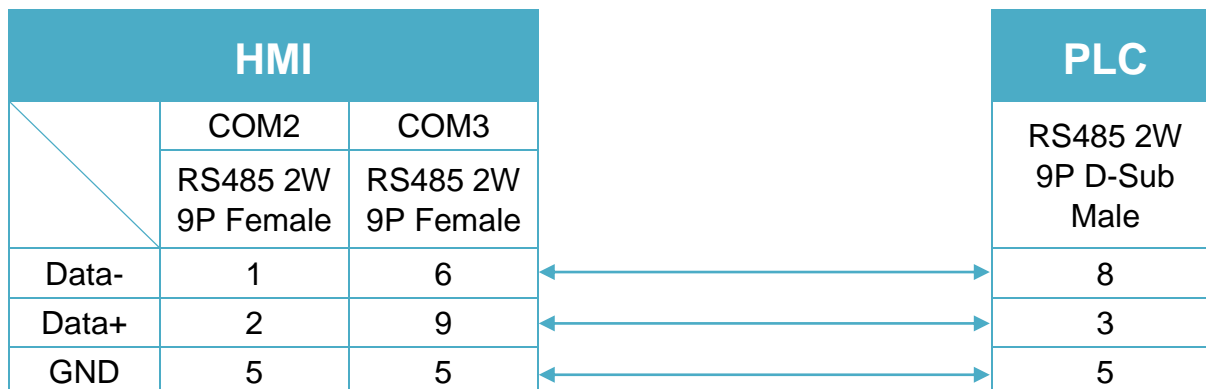 HMI PLC
COM2 COM3
RS485 2W
9P Female
RS485 2W
9P Female
RS485 2W
9P D-Sub
Male
Data- 1 6 8
Data+ 2 9 3
GND 5 5 5